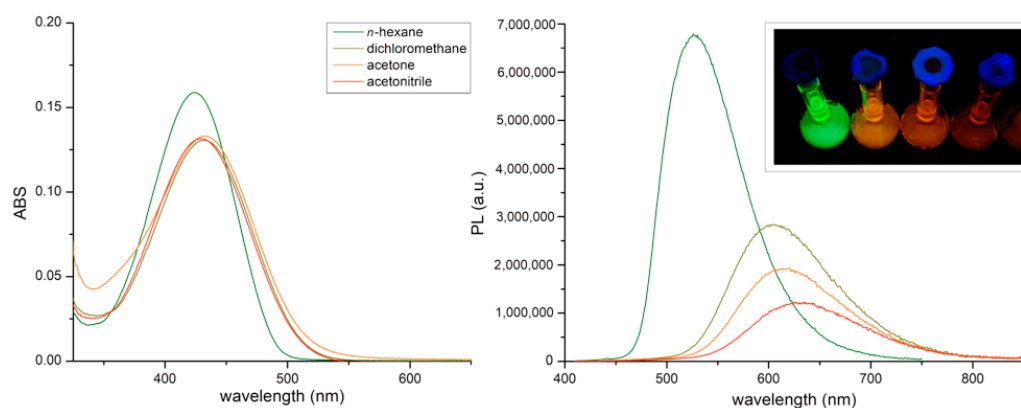 0.20
0.15
0.10
0.05
0.00
ABS
400
500
600
wavelength (nm)
n-hexane
dichloromethane
acetone
acetonitrile
7,000,000
6,000,000
5,000,000
4,000,000
3,000,000
2,000,000
1,000,000
PL (a.u.)
400
500
600
700
800
wavelength (nm)